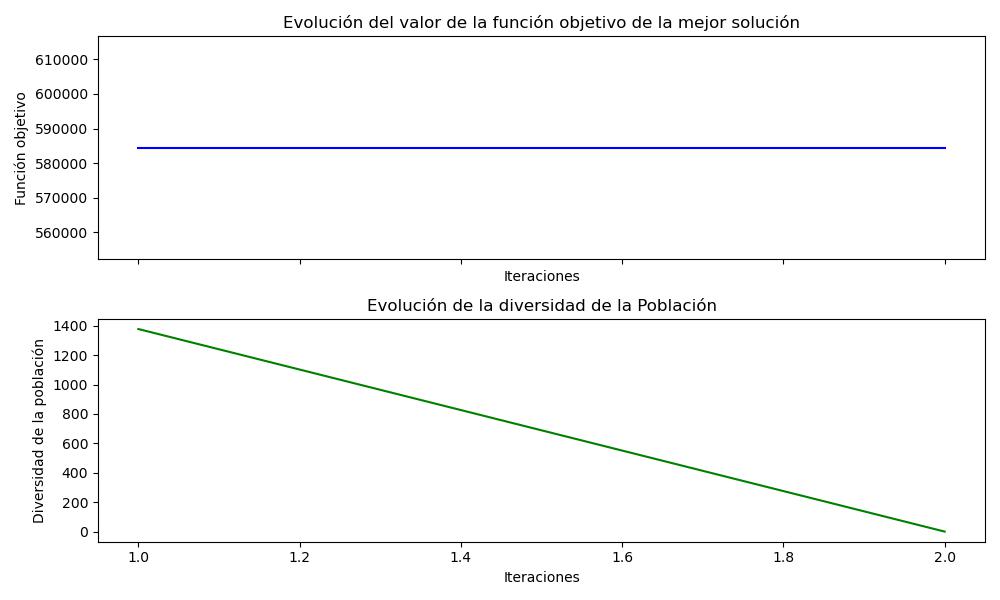 Evolución del valor de la función objetivo de la mejor solución
610000
600000
590000
580000
570000
560000
Función objetivo
Iteraciones
Evolución de la diversidad de la Población
1400
1200
1000
800
600
400
200
0
Diversidad de la población
1.0 1.2 1.4 1.6 1.8 2.0
Iteraciones